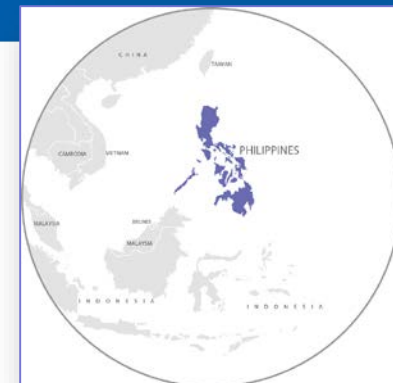 CHINA
TAIWAN
PHILIPPINES
CAMBODIA
VIETNAM
MALAYSIA
BRUNEI
MALAYSIA
INDONESIA
INDONESIA